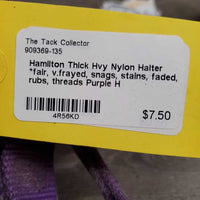 The Tack Collector
909369-135
Hamilton Thick Hvy Nylon Halter
*fair, v.frayed, snags, stains, faded,
rubs, threads Purple H
4R56KD
$7.50